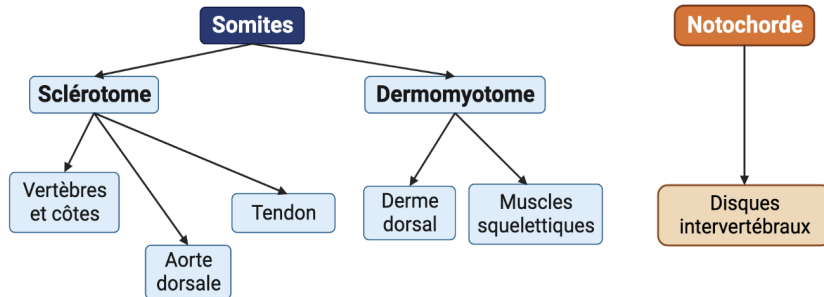 Somites
Notochorde
Sclérotome
Dermomyotome
Vertèbres
et côtes
Tendon
Aorte
dorsale
Derme
dorsal
Muscles
squelettiques
Disques
intervertébraux